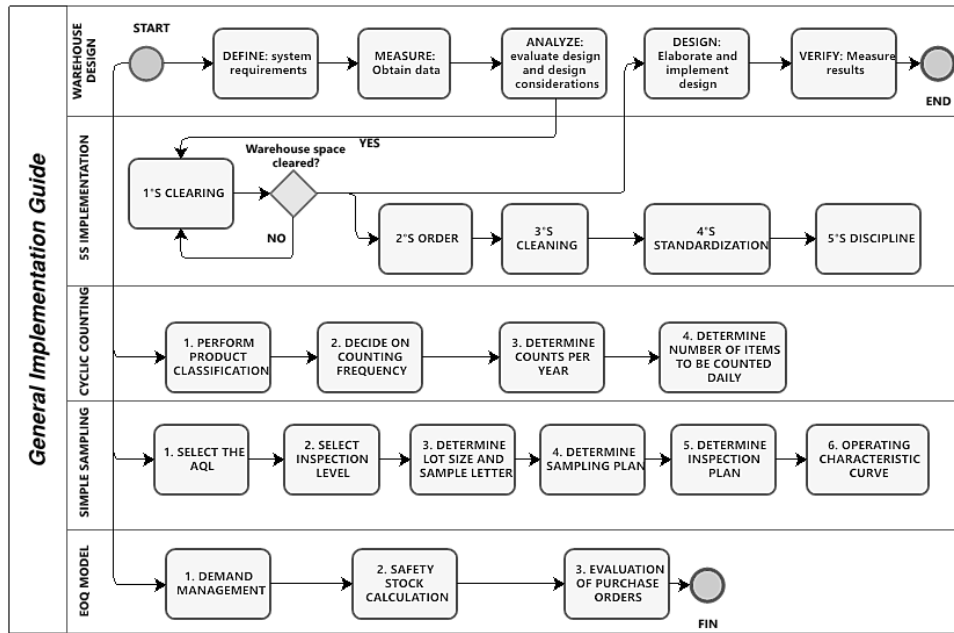 General Implementation Guide
WAREHOUSE
DESIGN
START
DEFINE: system
requirements
MEASURE:
Obtain data
ANALYZE:
evaluate design
and design
considerations
DESIGN:
Elaborate and
implement
design
VERIFY: Measure
results
END
5S IMPLEMENTATION
YES
Warehouse space
cleared?
1"S CLEARING
NO
2"S ORDER
3"S
CLEANING
4"S
STANDARDIZATION
5"S DISCIPLINE
CYCLIC COUNTING
1. PERFORM
PRODUCT
CLASSIFICATION
2. DECIDE ON
COUNTING
FREQUENCY
3. DETERMINE
COUNTS PER
YEAR
4. DETERMINE
NUMBER OF ITEMS
TO BE COUNTED
DAILY
SIMPLE SAMPLING
1. SELECT THE
AQL
2. SELECT
INSPECTION
LEVEL
3. DETERMINE
LOT SIZE AND
SAMPLE LETTER
4. DETERMINE
SAMPLING PLAN
5. DETERMINE
INSPECTION
PLAN
6. OPERATING
CHARACTERISTIC
CURVE
EOQ MODEL
1. DEMAND
MANAGEMENT
2. SAFETY
STOCK
CALCULATION
3. EVALUATION
OF PURCHASE
ORDERS
FIN